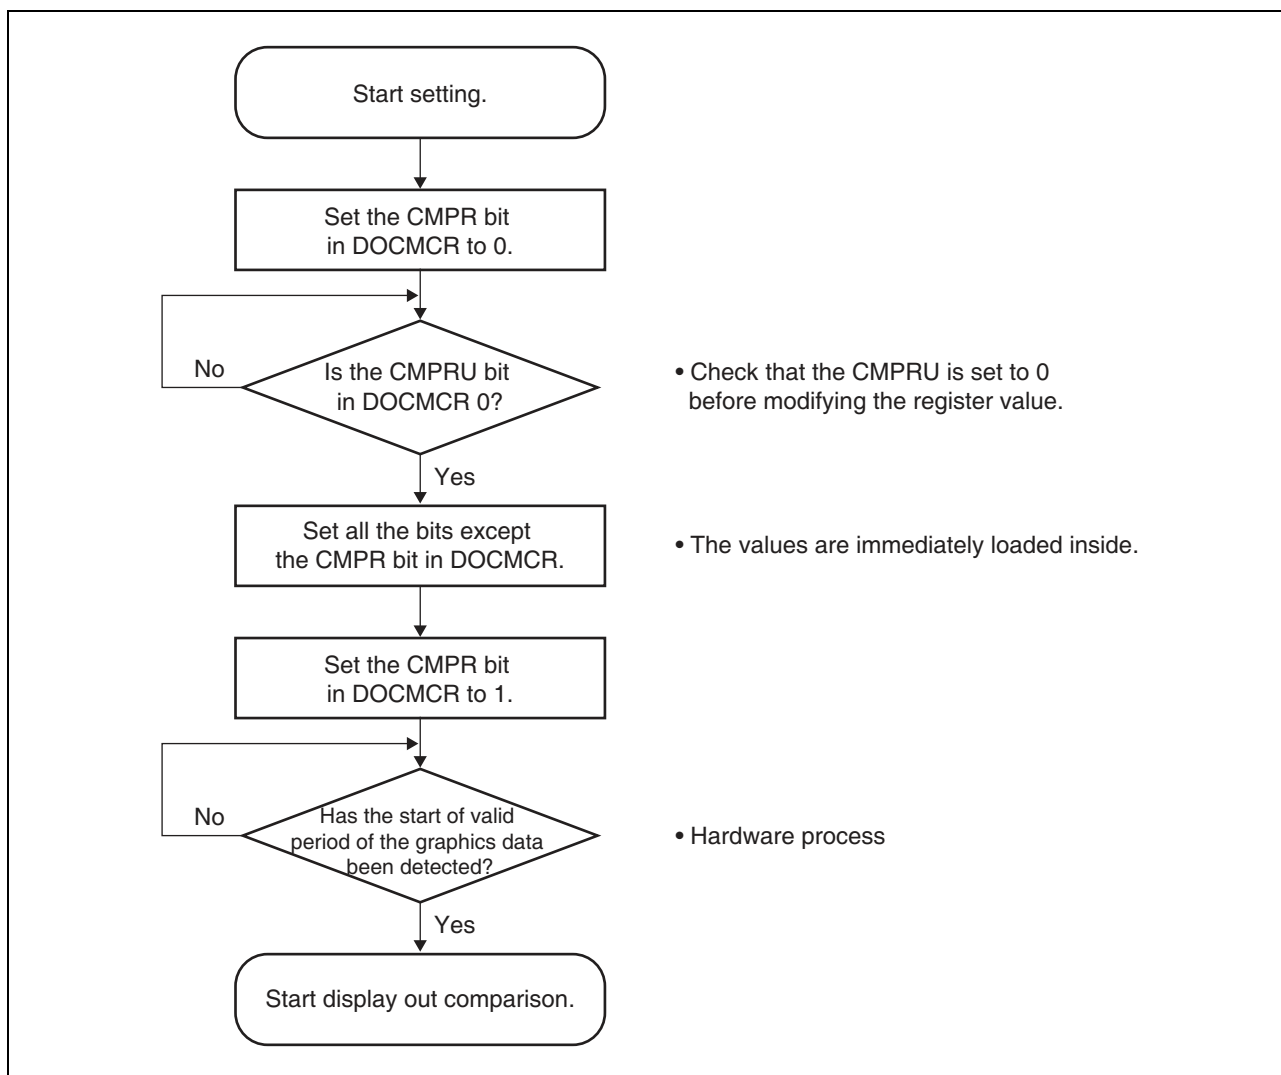 Start setting.
Set the CMPR bit
in DOCMCR to 0.
No
Is the CMPRU bit
in DOCMCR 0?
• Check that the CMPRU is set to 0
before modifying the register value.
Yes
Set all the bits except
the CMPR bit in DOCMCR.
• The values are immediately loaded inside.
Set the CMPR bit
in DOCMCR to 1.
No
Has the start of valid
period of the graphics data
been detected?
• Hardware process
Yes
Start display out comparison.